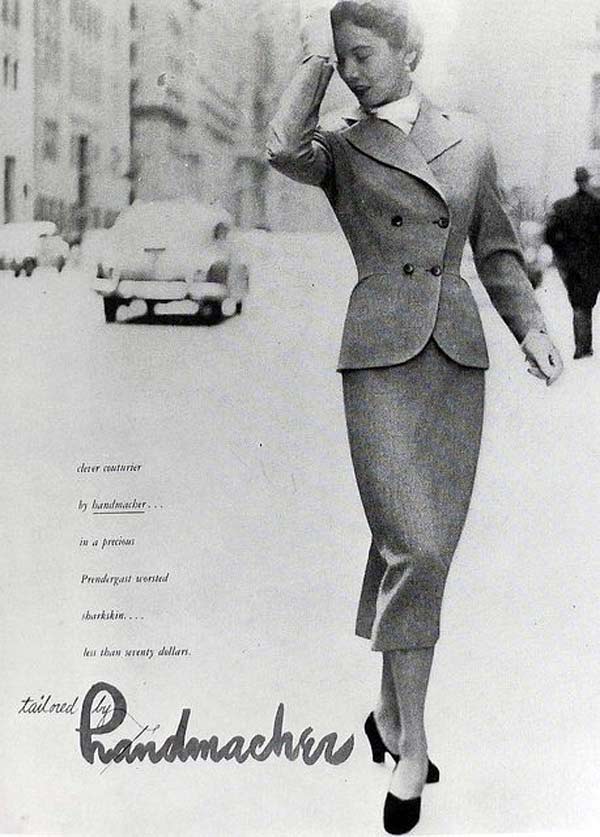 clever couturier
by handmacher...
in a precious
Prendergast worsted
sharkskin....
less than seventy dollars.
tailored by
Handmacher